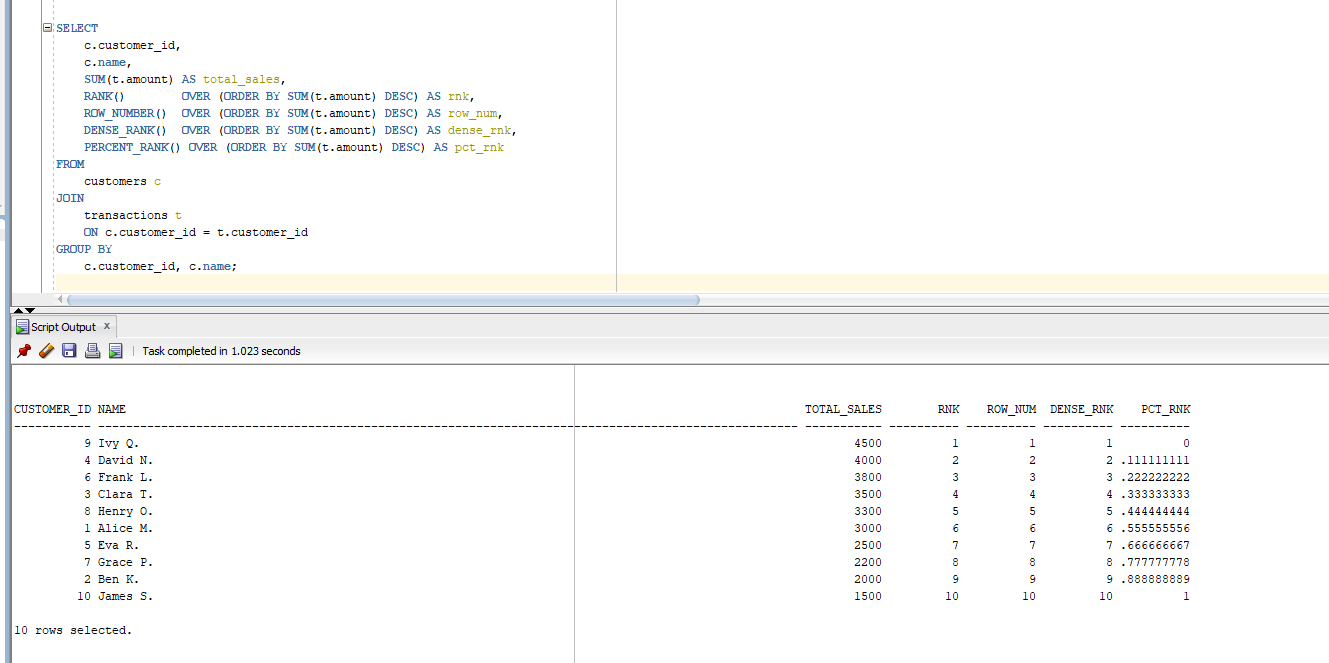 SELECT
    c.customer_id,
    c.name,
    SUM(t.amount) AS total_sales,
    RANK()        OVER (ORDER BY SUM(t.amount) DESC) AS rnk,
    ROW_NUMBER()  OVER (ORDER BY SUM(t.amount) DESC) AS row_num,
    DENSE_RANK()  OVER (ORDER BY SUM(t.amount) DESC) AS dense_rnk,
    PERCENT_RANK() OVER (ORDER BY SUM(t.amount) DESC) AS pct_rnk
FROM
    customers c
JOIN
    transactions t
    ON c.customer_id = t.customer_id
GROUP BY
    c.customer_id, c.name;
Script Output x
Task completed in 1.023 seconds
CUSTOMER_ID NAME TOTAL_SALES RNK ROW_NUM DENSE_RNK PCT_RNK
9 Ivy Q. 4500 1 1 1 0
4 David N. 4000 2 2 2 .111111111
6 Frank L. 3800 3 3 3 .222222222
3 Clara T. 3500 4 4 4 .333333333
8 Henry O. 3300 5 5 5 .444444444
1 Alice M. 3000 6 6 6 .555555556
5 Eva R. 2500 7 7 7 .666666667
7 Grace P. 2200 8 8 8 .777777778
2 Ben K. 2000 9 9 9 .888888889
10 James S. 1500 10 10 10 1
10 rows selected.